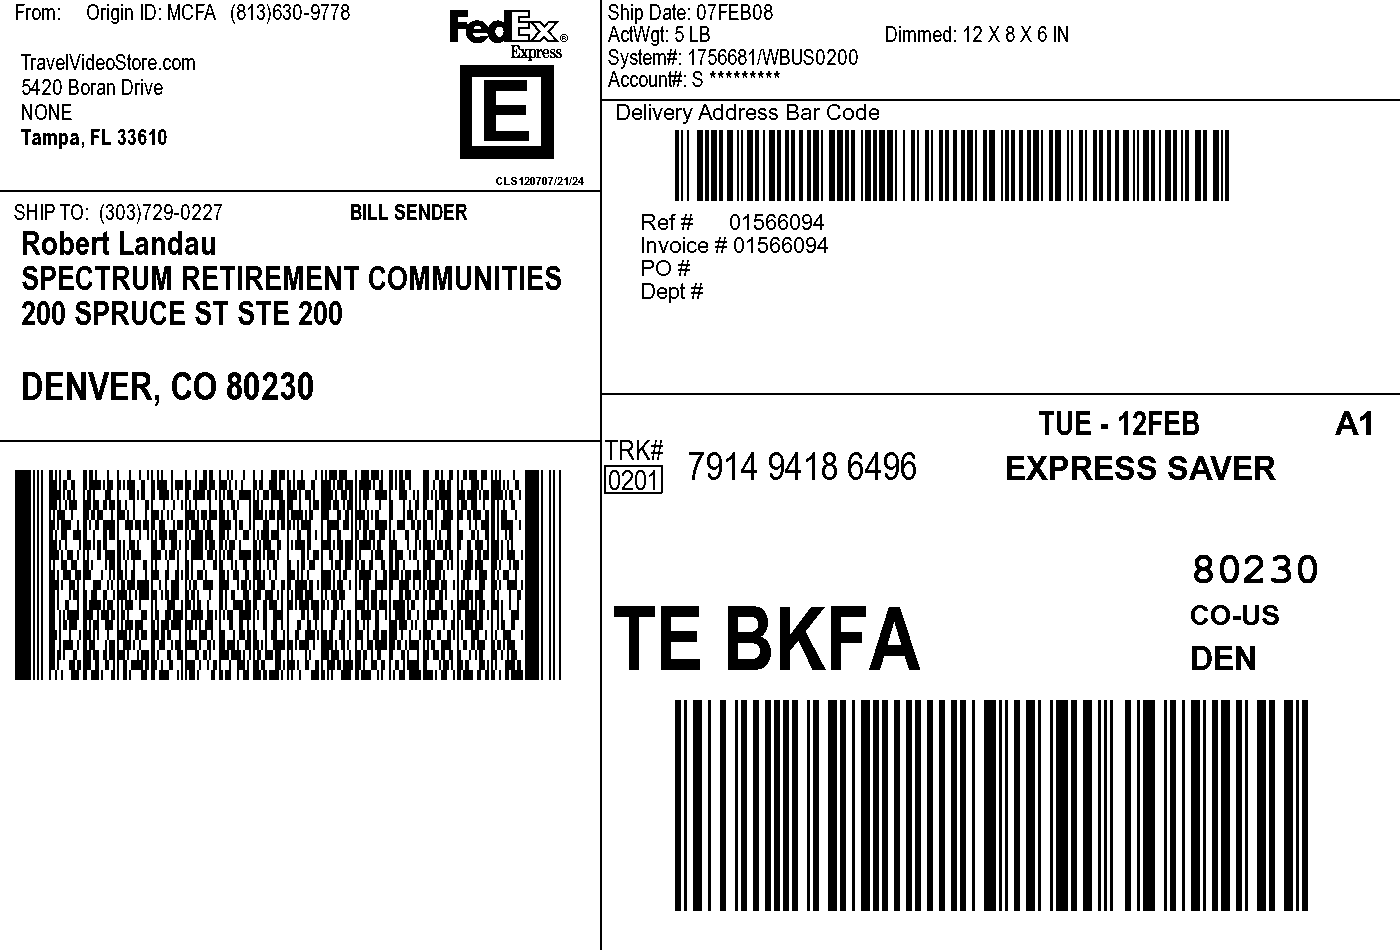 From: Origin ID: MCFA (813)630-9778
TravelVideoStore.com
5420 Boran Drive
NONE
Tampa, FL 33610
FedEx®
Express
E
CLS120707/21/24
Ship Date: 07FEB08
ActWgt: 5 LB Dimmed: 12 X 8 X 6 IN
System#: 1756681/WBUS0200
Account#: S *********
Delivery Address Bar Code
Ref # 01566094
Invoice # 01566094
PO #
Dept #
SHIP TO: (303)729-0227 BILL SENDER
Robert Landau
SPECTRUM RETIREMENT COMMUNITIES
200 SPRUCE ST STE 200
DENVER, CO 80230
TUE - 12FEB A1
TRK# 7914 9418 6496 EXPRESS SAVER
0201
80230
TE BKFA CO-US
DEN